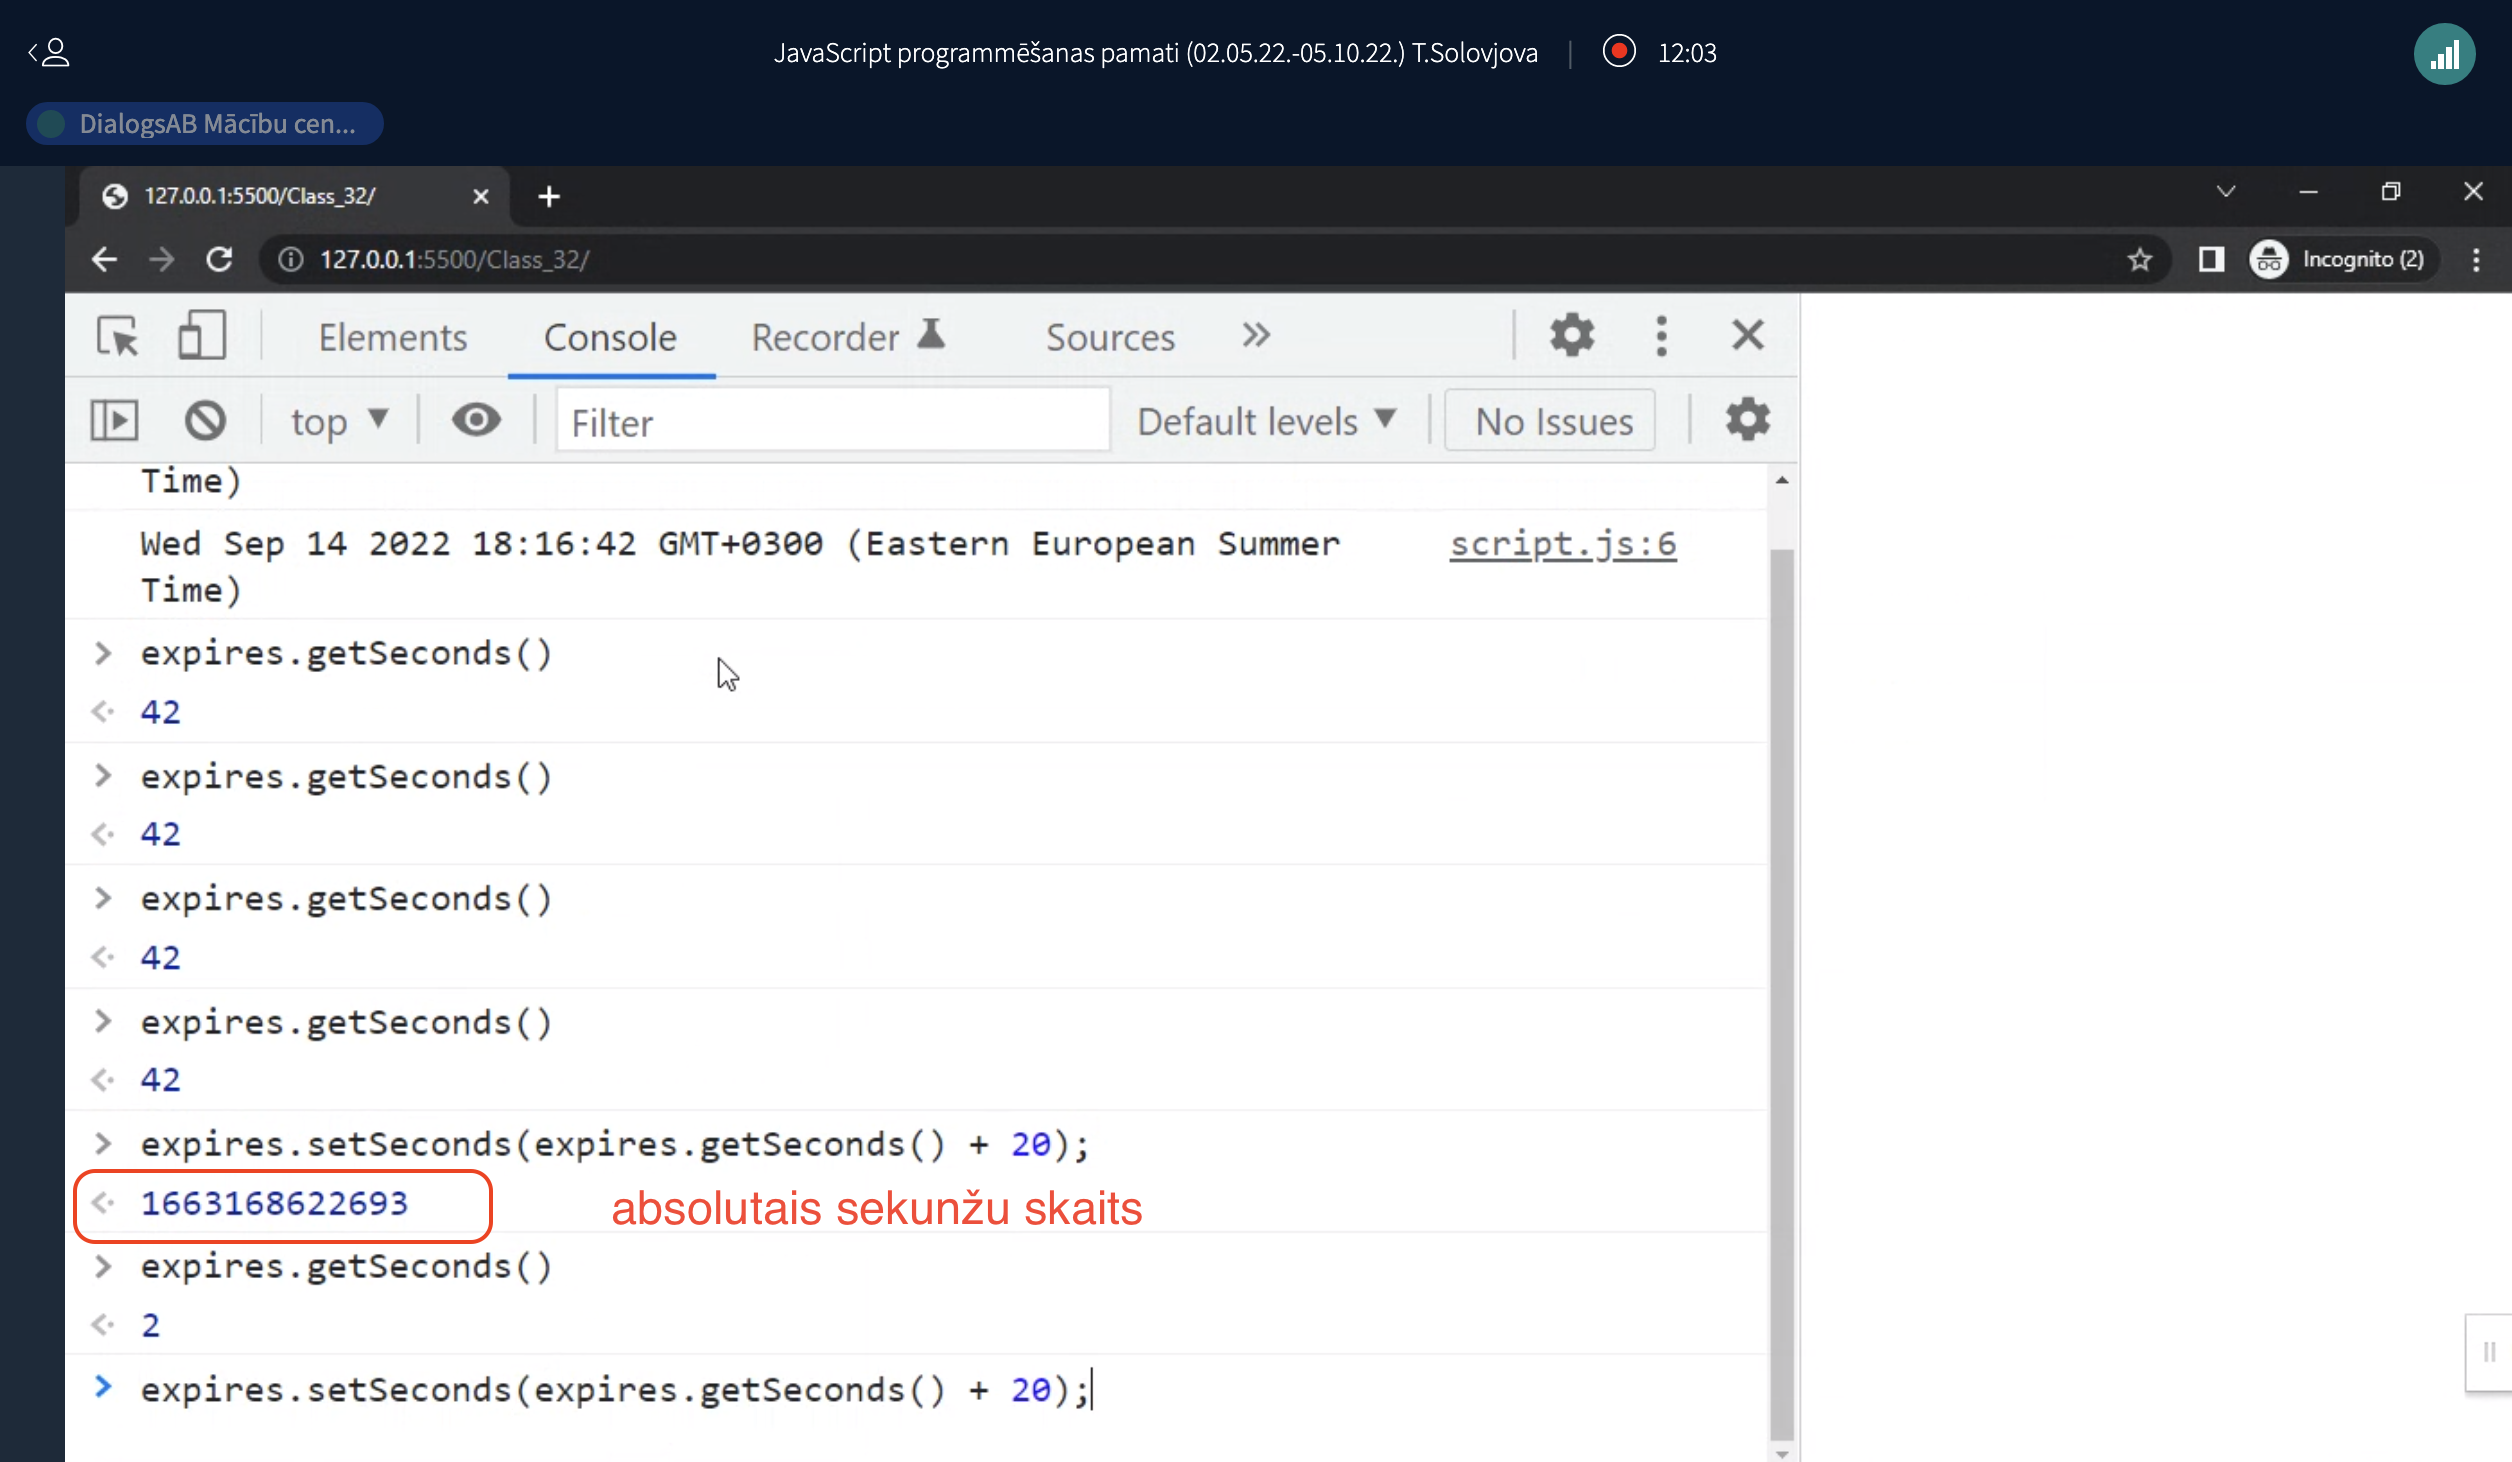 JavaScript programmēšanas pamati (02.05.22.-05.10.22.) T.Solovjova | 12:03
DialogsAB Mācību cen...
127.0.0.1:5500/Class_32/
127.0.0.1:5500/Class_32/
Incognito (2)
Elements Console Recorder Sources
top Filter Default levels No Issues
Time)
Wed Sep 14 2022 18:16:42 GMT+0300 (Eastern European Summer script.js:6
Time)
> expires.getSeconds()
42
> expires.getSeconds()
42
> expires.getSeconds()
42
> expires.getSeconds()
42
> expires.setSeconds(expires.getSeconds() + 20);
1663168622693 absolutais sekunžu skaits
> expires.getSeconds()
2
> expires.setSeconds(expires.getSeconds() + 20);